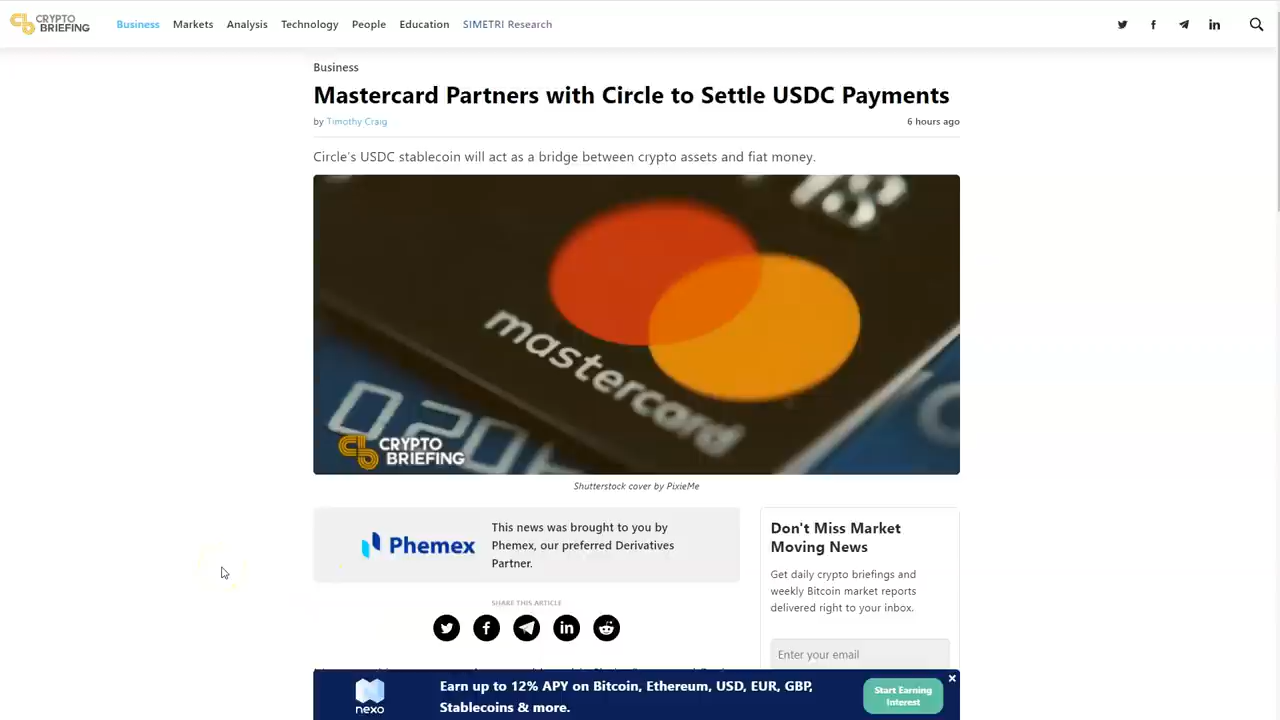 CRYPTO
BRIEFING
Business Markets Analysis Technology People Education SIMETRI Research
Business
Mastercard Partners with Circle to Settle USDC Payments
by Timothy Craig
6 hours ago
Circle's USDC stablecoin will act as a bridge between crypto assets and fiat money.
mastercard
CRYPTO
BRIEFING
Shutterstock cover by PixieMe
Phemex
This news was brought to you by
Phemex, our preferred Derivatives
Partner.
SHARE THIS ARTICLE
Don't Miss Market
Moving News
Get daily crypto briefings and
weekly Bitcoin market reports
delivered right to your inbox.
Enter your email
nexo
Earn up to 12% APY on Bitcoin, Ethereum, USD, EUR, GBP,
Stablecoins & more.
Start Earning
Interest